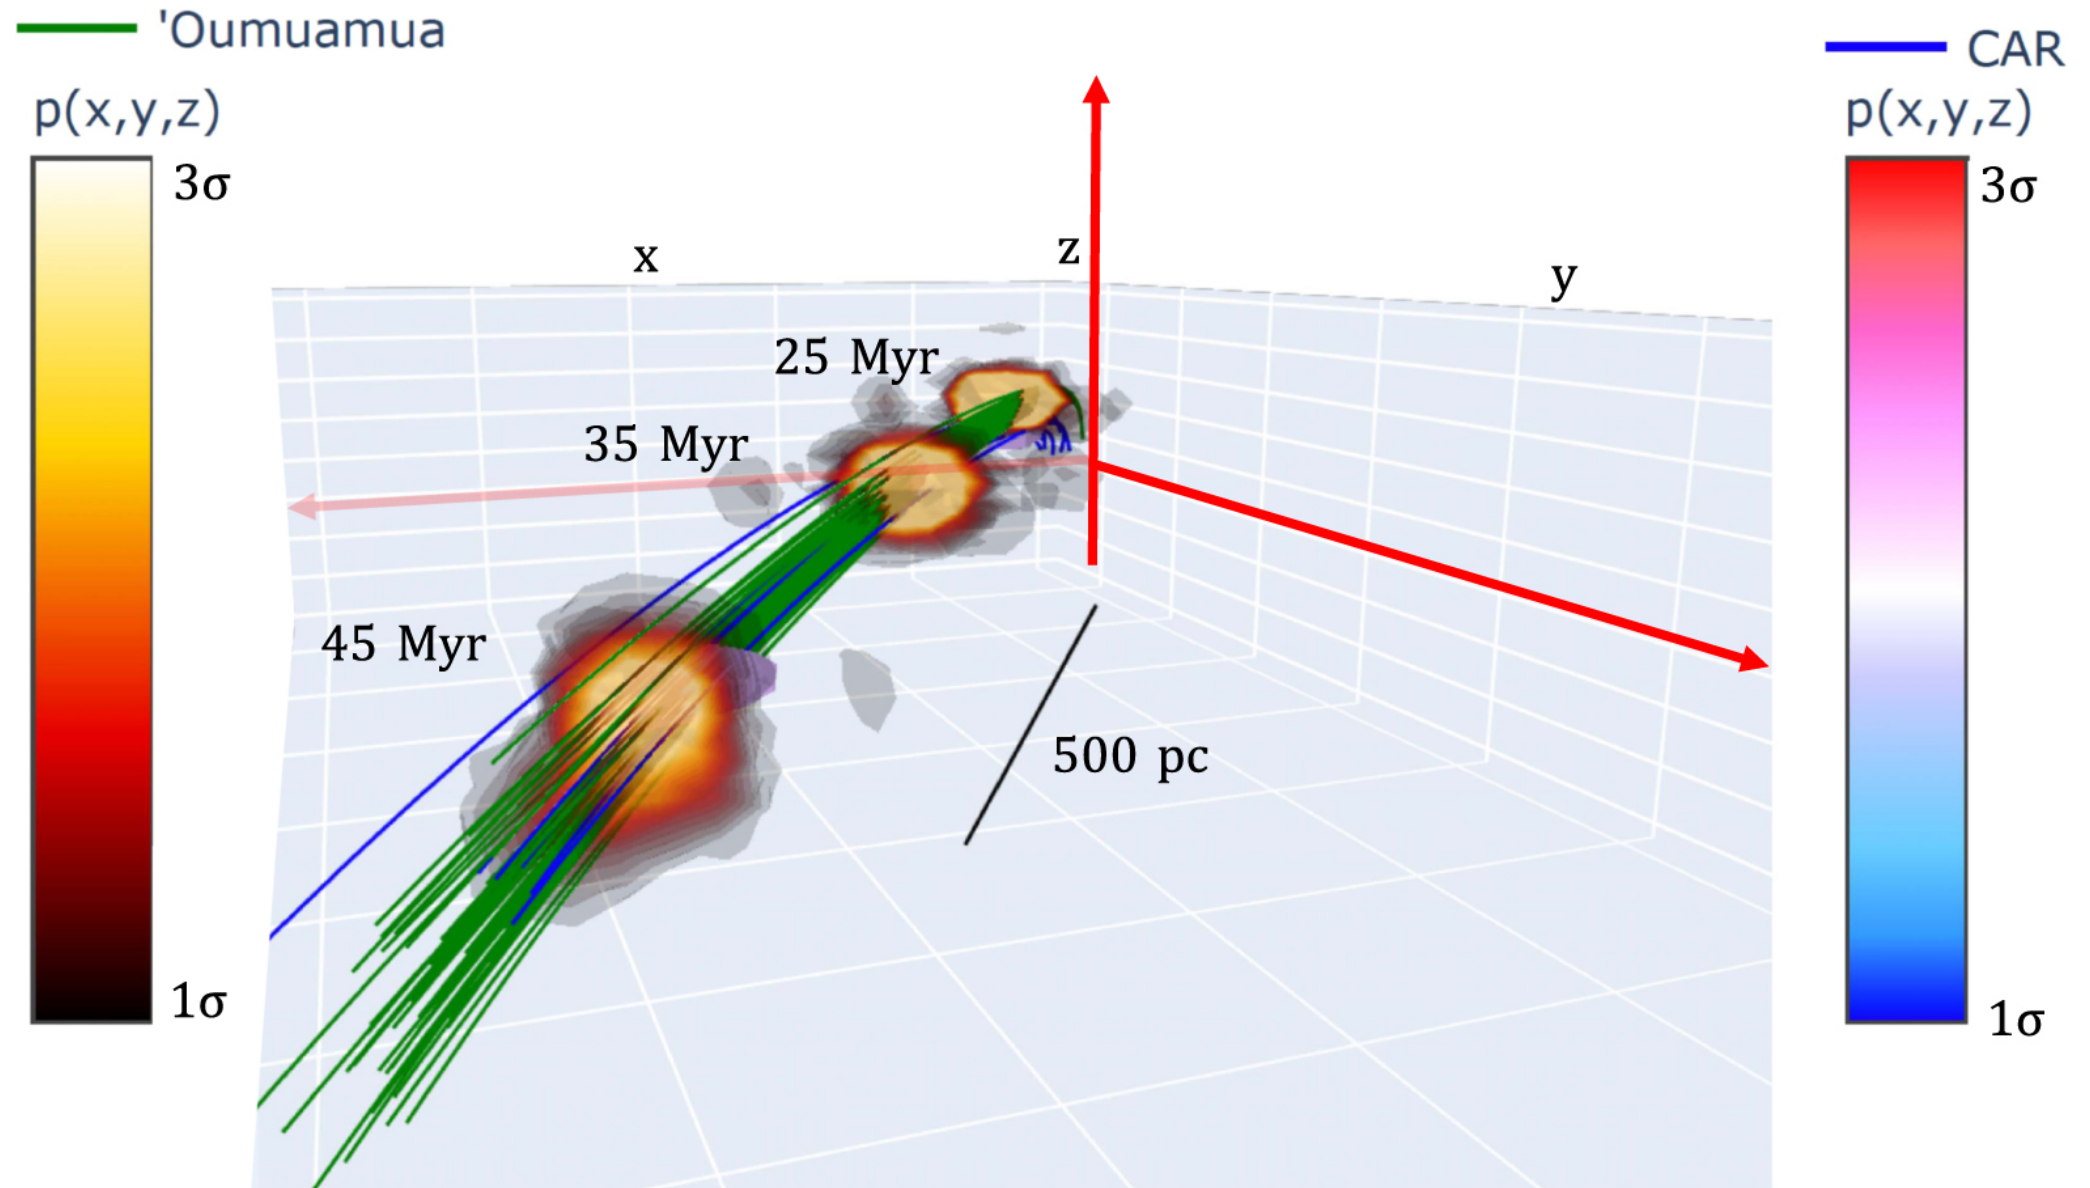 'Oumuamua
p(x,y,z)
3σ
1σ
CAR
p(x,y,z)
3σ
1σ
x
z
y
25 Myr
35 Myr
45 Myr
500 pc